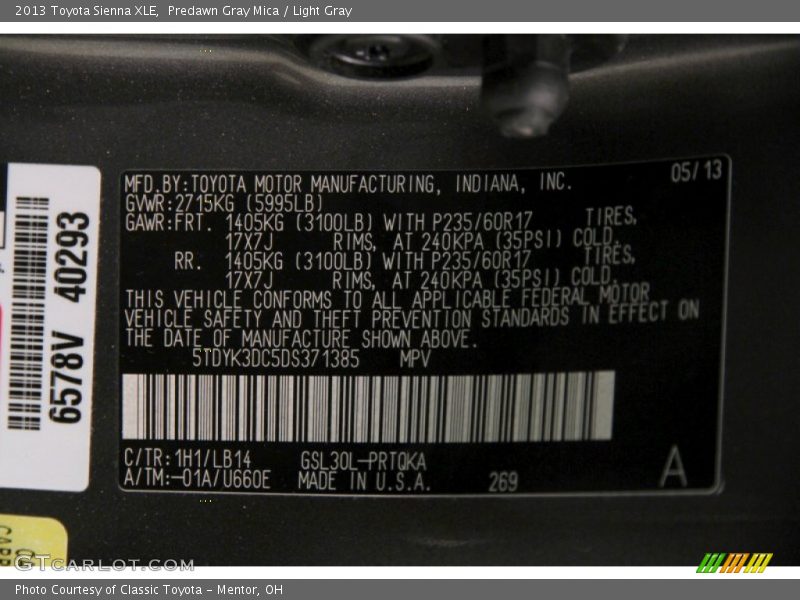 2013 Toyota Sienna XLE, Predawn Gray Mica / Light Gray
MFD.BY:TOYOTA MOTOR MANUFACTURING, INDIANA, INC. 05/13
GVWR:2715KG (5995LB)
GAWR:FRT. 1405KG (3100LB) WITH P235/60R17 TIRES,
17X7J RIMS, AT 240KPA (35PSI) COLD.
RR. 1405KG (3100LB) WITH P235/60R17 TIRES,
17X7J RIMS, AT 240KPA (35PSI) COLD.
THIS VEHICLE CONFORMS TO ALL APPLICABLE FEDERAL MOTOR
VEHICLE SAFETY AND THEFT PREVENTION STANDARDS IN EFFECT ON
THE DATE OF MANUFACTURE SHOWN ABOVE.
5TDYK3DC5DS371385 MPV
C/TR:1H1/LB14 GSL30L-PRTQKA
A/TM:-01A/U660E MADE IN U.S.A. 269
A
6578V 40293
GTCARLOT.COM
Photo Courtesy of Classic Toyota - Mentor, OH